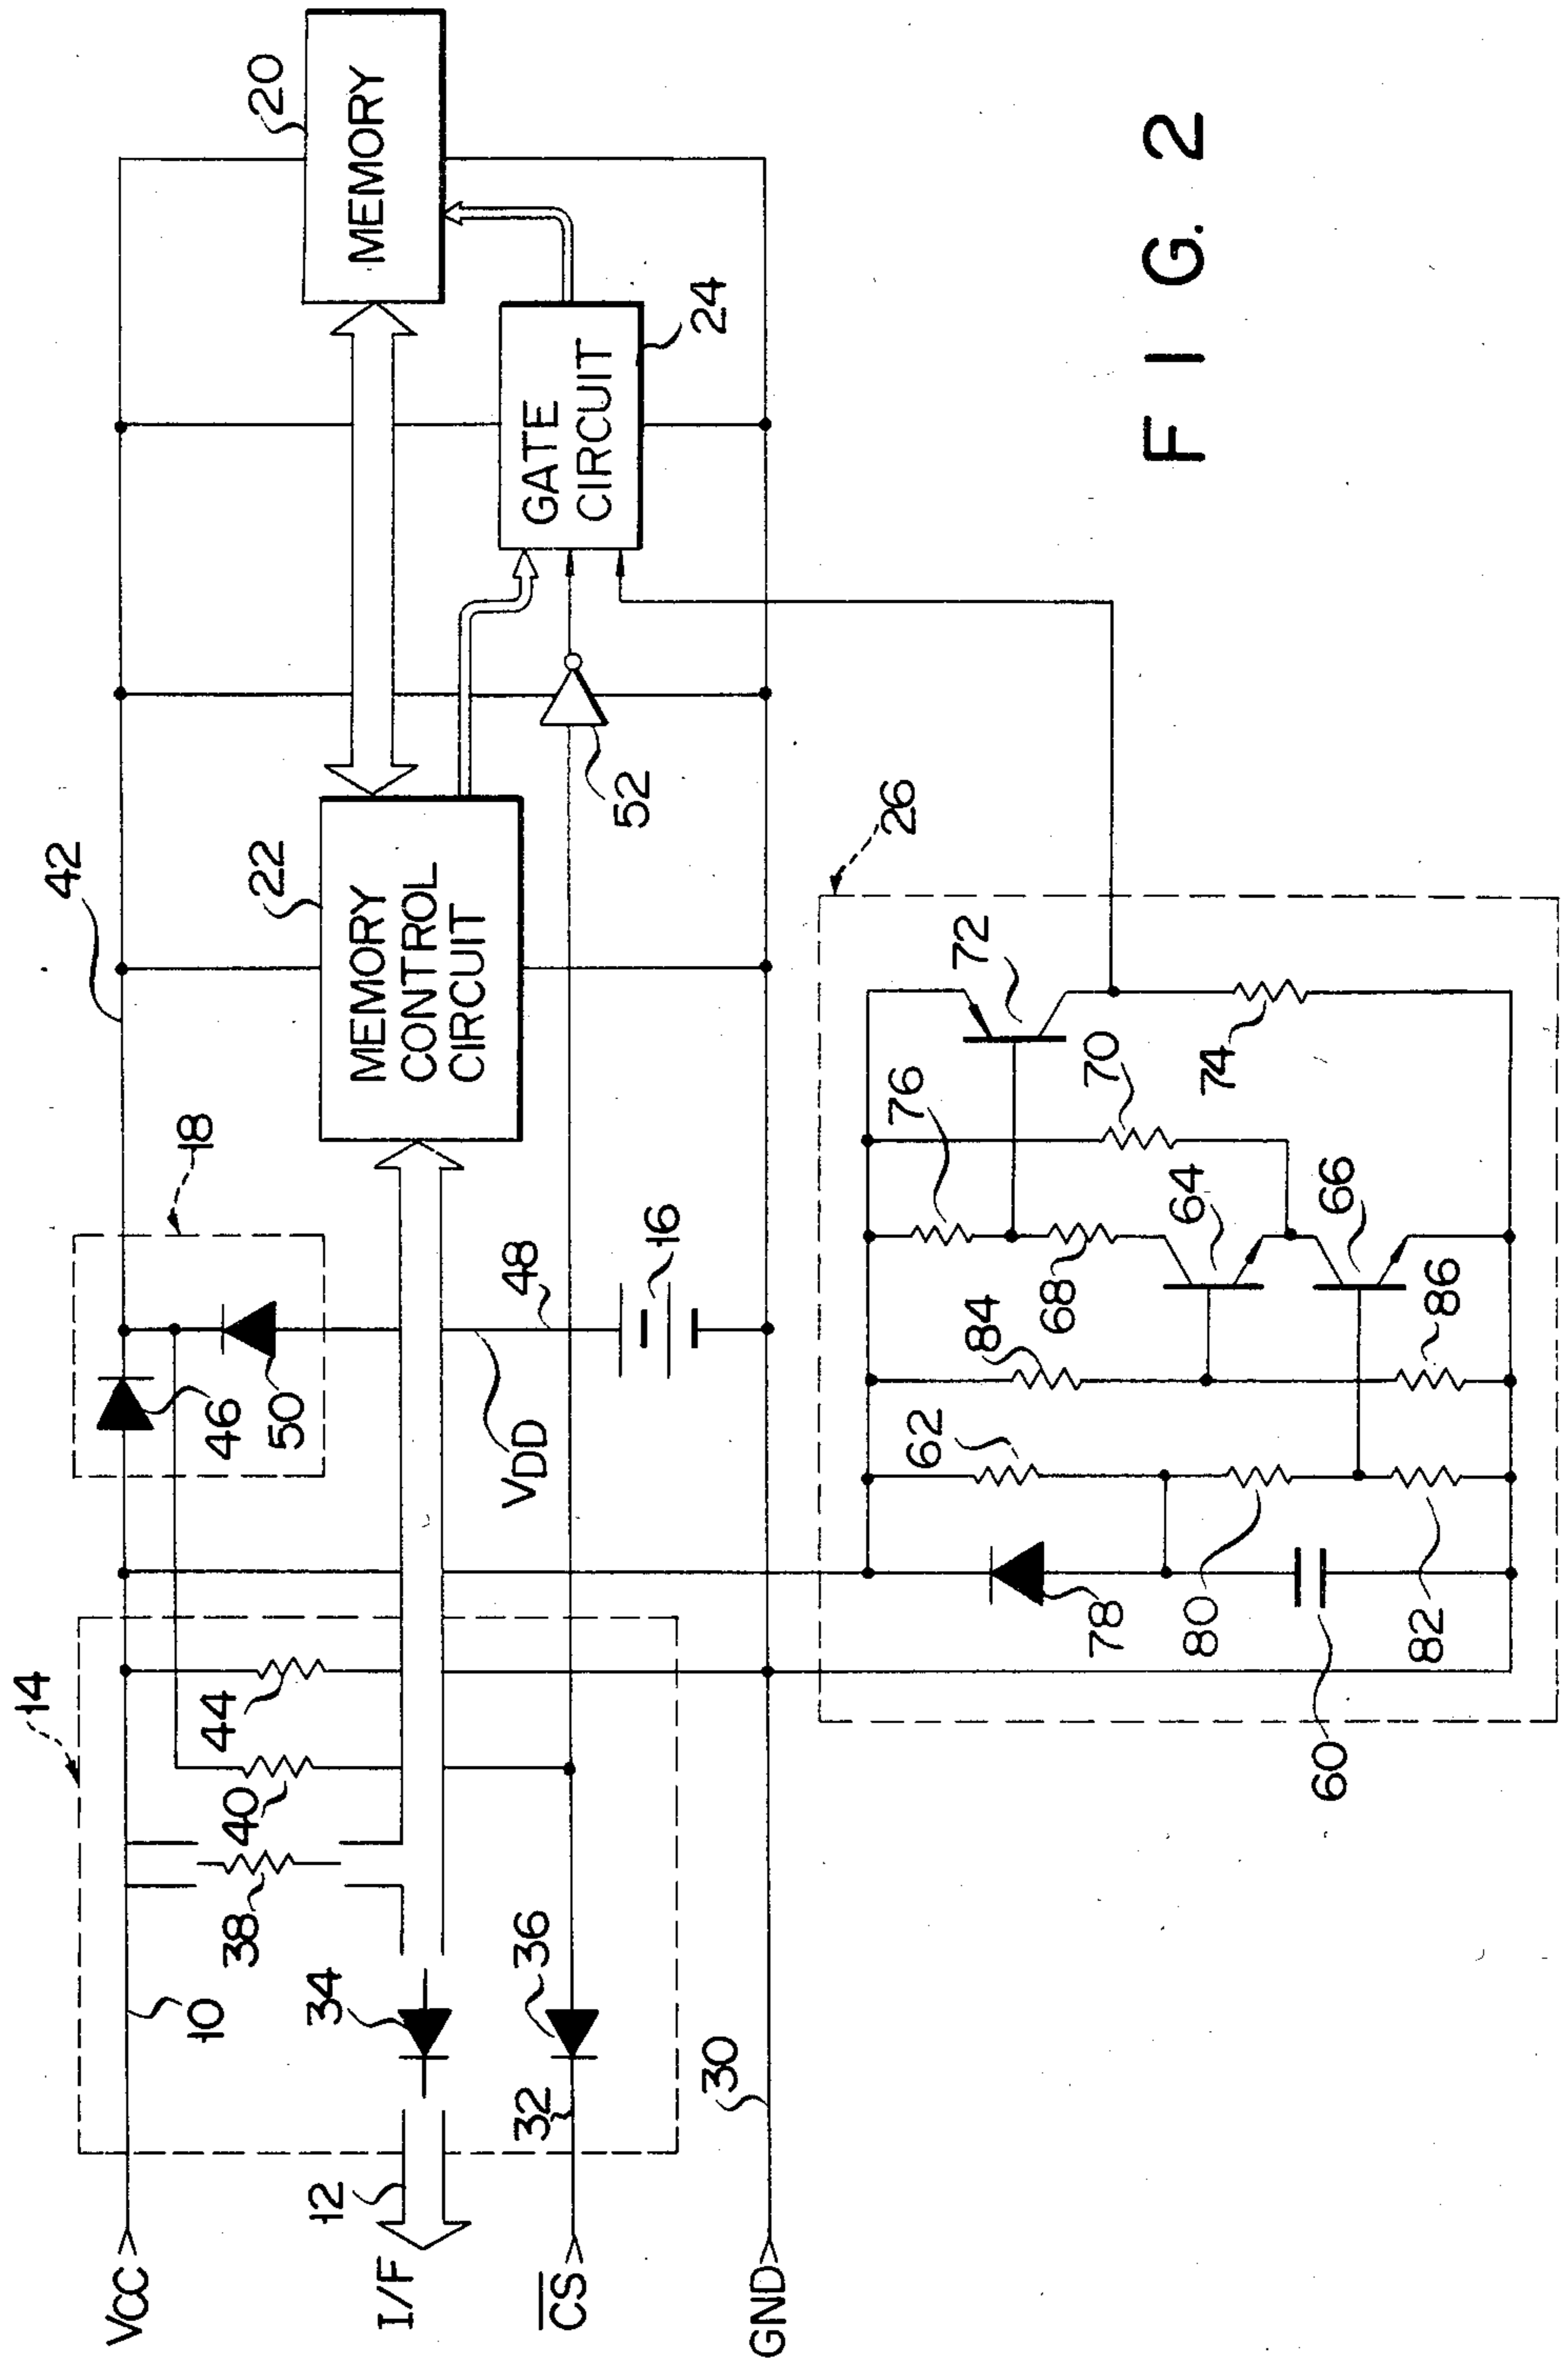 VCC
I/F
C̅S̅
GND
10
12
14
30
32
34
36
38
40
44
18
46
50
42
VDD
48
16
22
MEMORY
CONTROL
CIRCUIT
52
20
MEMORY
24
GATE
CIRCUIT
26
60
78
80
82
62
84
86
68
64
66
76
70
72
74
FIG. 2